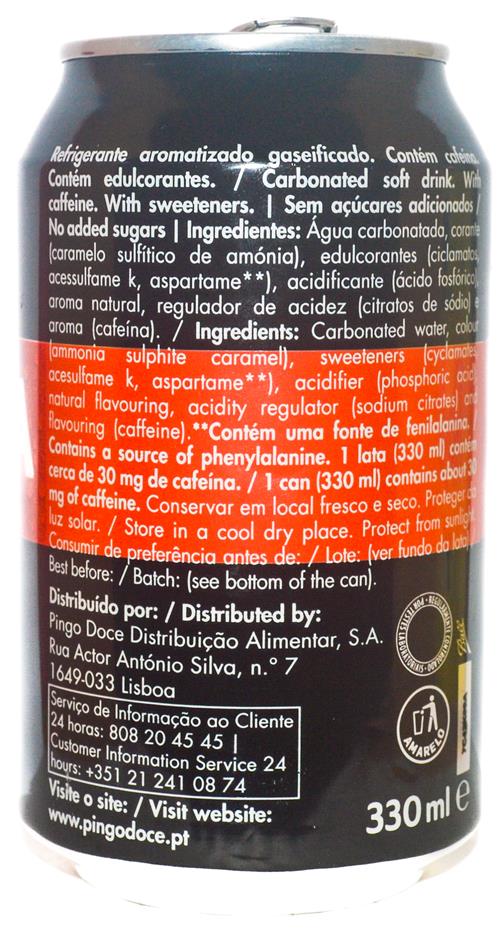 Refrigerante aromatizado gaseificado. Contém cafeína.
Contém edulcorantes. / Carbonated soft drink. With
caffeine. With sweeteners. | Sem açúcares adicionados /
No added sugars | Ingredientes: Água carbonatada, corante
(caramelo sulfítico de amónia), edulcorantes (ciclamatos,
acessulfame k, aspartame**), acidificante (ácido fosfórico),
aroma natural, regulador de acidez (citratos de sódio) e
aroma (cafeína). / Ingredients: Carbonated water, colour
(ammonia sulphite caramel), sweeteners (cyclamates,
acesulfame k, aspartame**), acidifier (phosphoric acid),
natural flavouring, acidity regulator (sodium citrates) and
flavouring (caffeine).**Contém uma fonte de fenilalanina. /
Contains a source of phenylalanine. 1 lata (330 ml) contém
cerca de 30 mg de cafeína. / 1 can (330 ml) contains about 30
mg of caffeine. Conservar em local fresco e seco. Proteger da
luz solar. / Store in a cool dry place. Protect from sunlight.
Consumir de preferência antes de: / Lote: (ver fundo da lata).
Best before: / Batch: (see bottom of the can).
Distribuído por: / Distributed by:
Pingo Doce Distribuição Alimentar, S.A.
Rua Actor António Silva, n.° 7
1649-033 Lisboa
Serviço de Informação ao Cliente
24 horas: 808 20 45 45 |
Customer Information Service 24
hours: +351 21 241 08 74
Visite o site: / Visit website:
www.pingodoce.pt
AMARELO
Ball
330 ml e